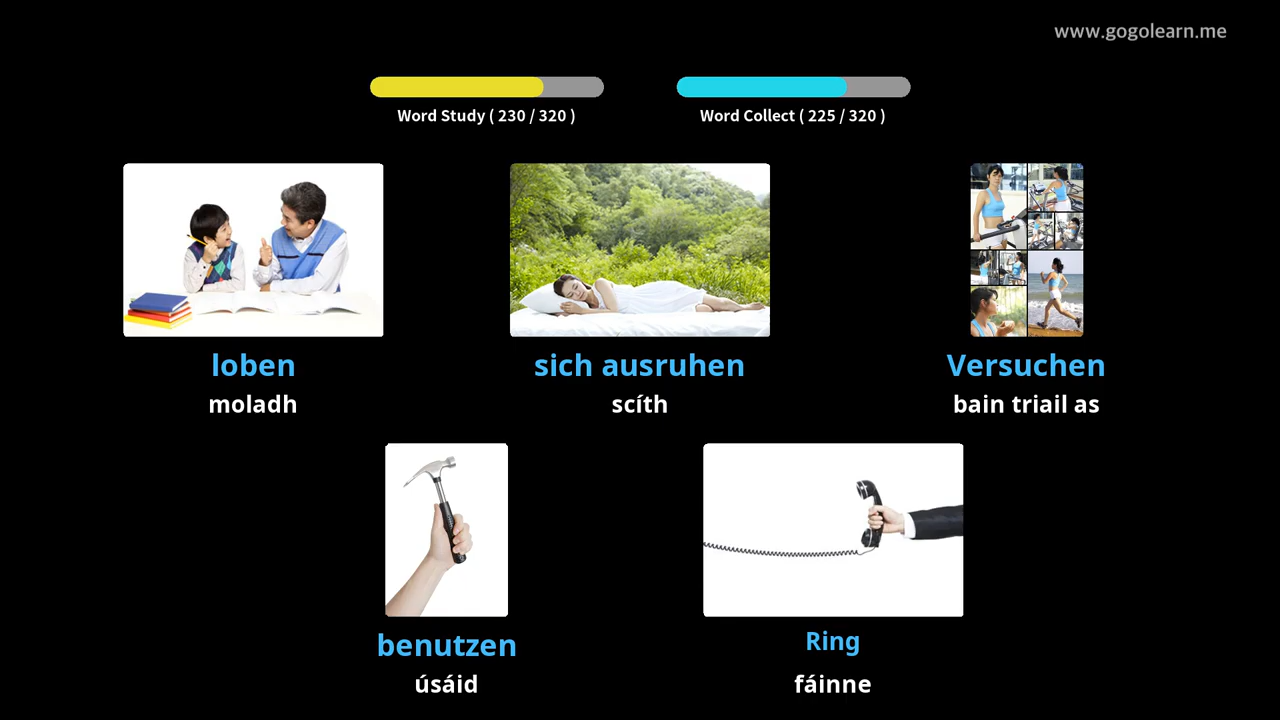 www.gogolearn.me
Word Study ( 230 / 320 )
Word Collect ( 225 / 320 )
loben
moladh
sich ausruhen
scíth
Versuchen
bain triail as
benutzen
úsáid
Ring
fáinne